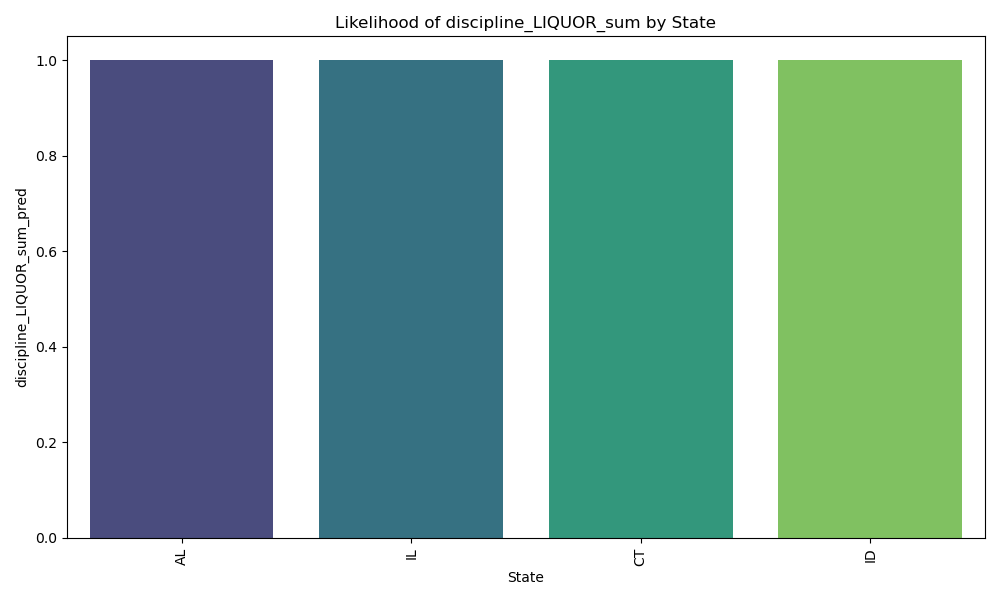 Likelihood of discipline_LIQUOR_sum by State
discipline_LIQUOR_sum_pred
1.0
0.8
0.6
0.4
0.2
0.0
AL
IL
CT
ID
State